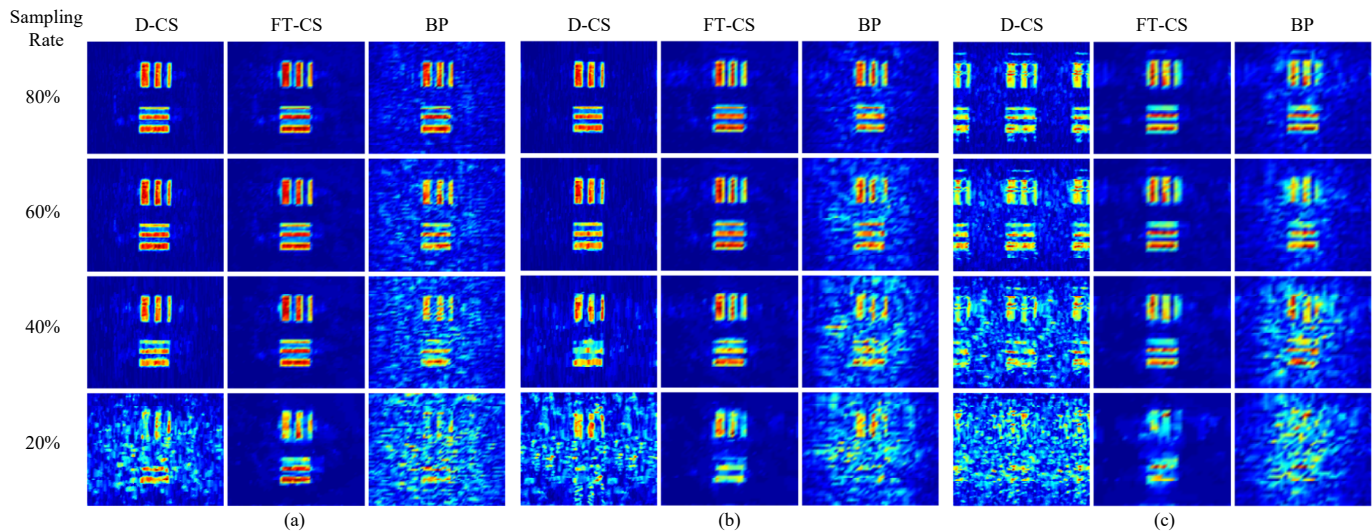 Sampling
Rate
D-CS FT-CS BP D-CS FT-CS BP D-CS FT-CS BP
80%
60%
40%
20%
(a) (b) (c)